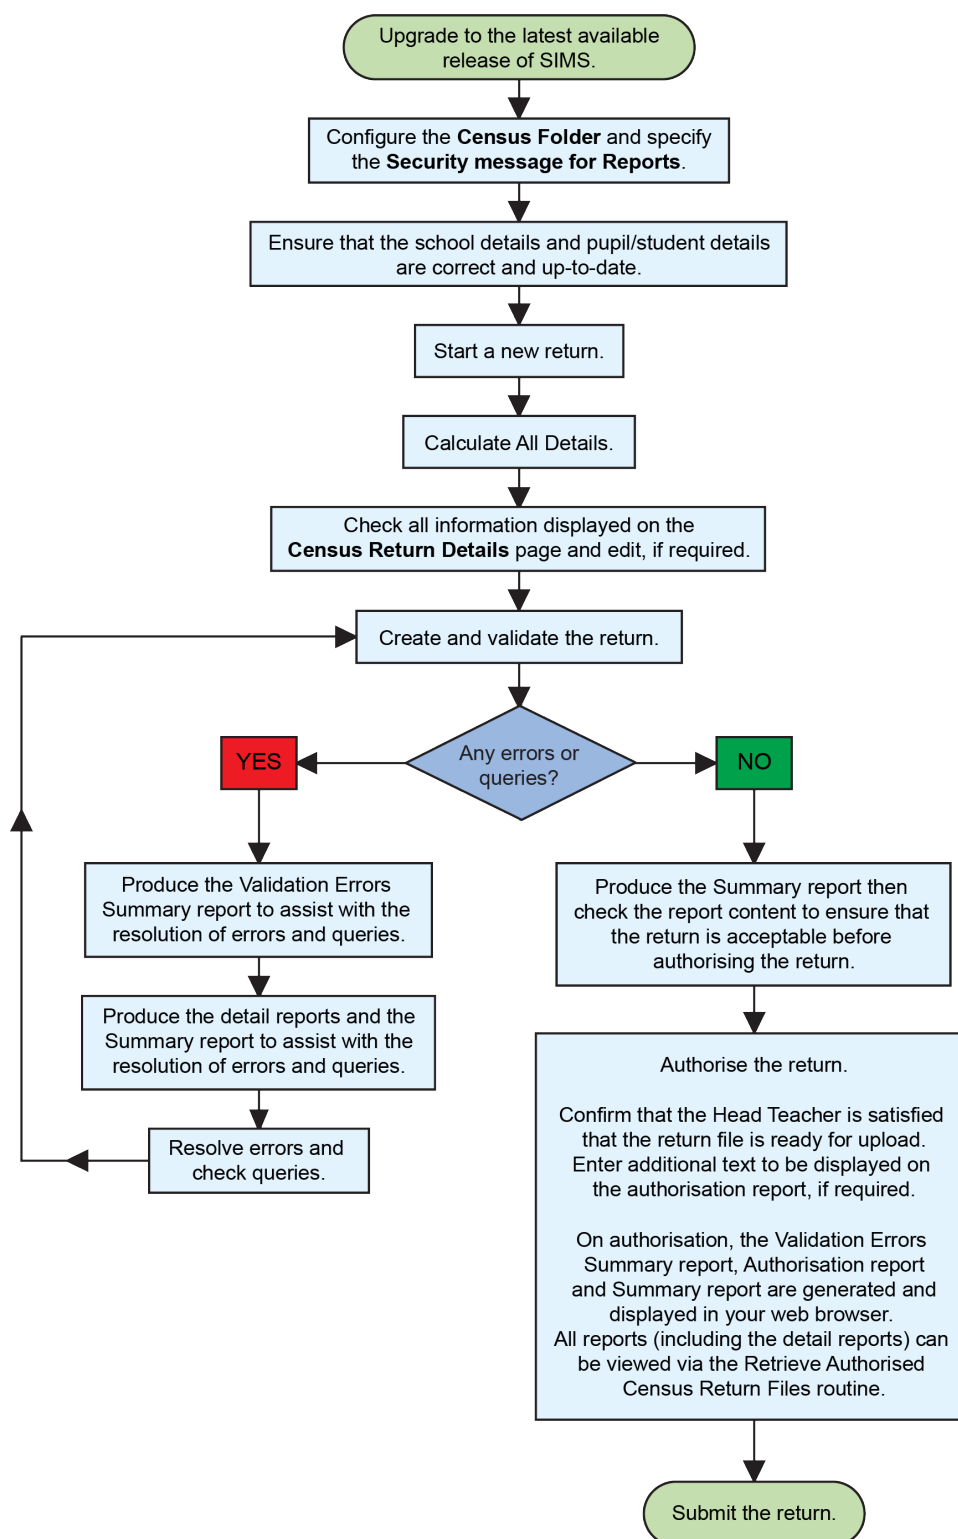 Upgrade to the latest available
release of SIMS.
Configure the Census Folder and specify
the Security message for Reports.
Ensure that the school details and pupil/student details
are correct and up-to-date.
Start a new return.
Calculate All Details.
Check all information displayed on the
Census Return Details page and edit, if required.
Create and validate the return.
Any errors or
queries?
YES
NO
Produce the Validation Errors
Summary report to assist with the
resolution of errors and queries.
Produce the detail reports and the
Summary report to assist with the
resolution of errors and queries.
Resolve errors and
check queries.
Produce the Summary report then
check the report content to ensure that
the return is acceptable before
authorising the return.
Authorise the return.
Confirm that the Head Teacher is satisfied
that the return file is ready for upload.
Enter additional text to be displayed on
the authorisation report, if required.
On authorisation, the Validation Errors
Summary report, Authorisation report
and Summary report are generated and
displayed in your web browser.
All reports (including the detail reports) can
be viewed via the Retrieve Authorised
Census Return Files routine.
Submit the return.